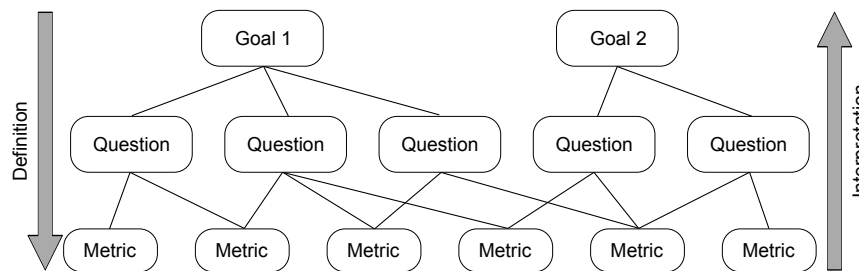 Goal 1
Goal 2
Definition
Interpretation
Question
Question
Question
Question
Question
Metric
Metric
Metric
Metric
Metric
Metric